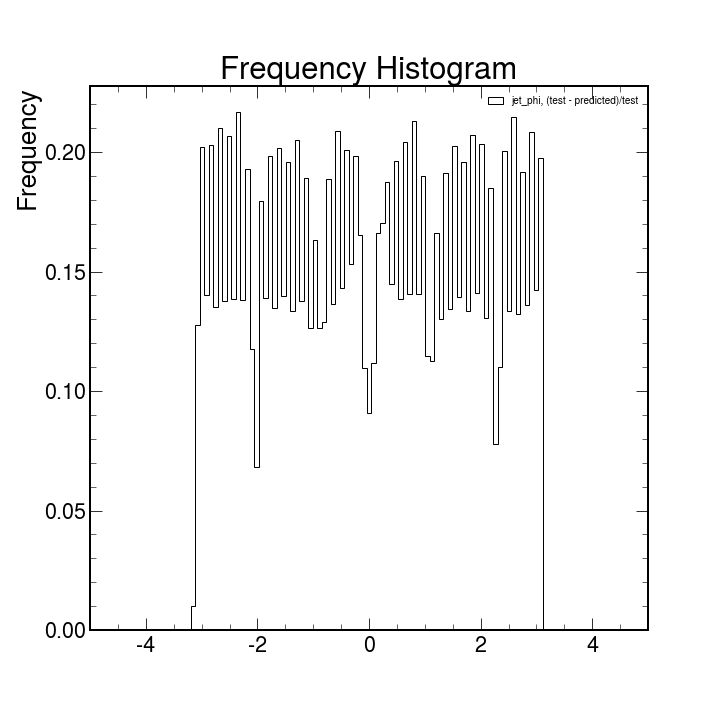 Frequency Histogram
jet_phi, (test - predicted)/test
Frequency
0.20
0.15
0.10
0.05
0.00
-4 -2 0 2 4